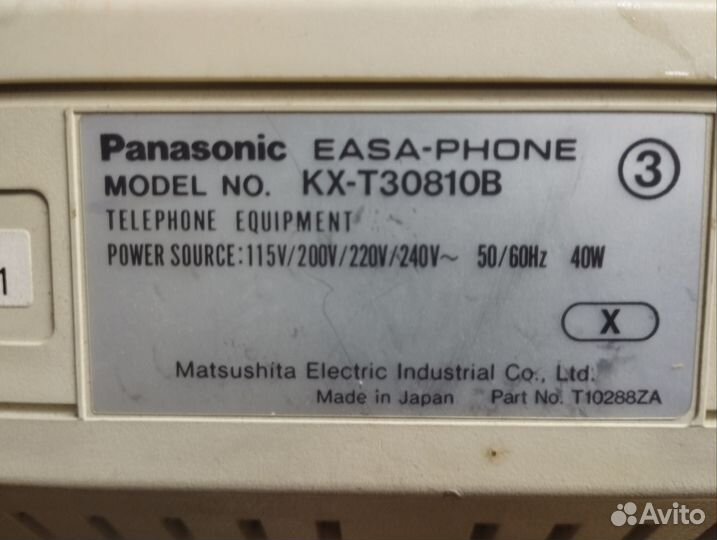 Panasonic EASA-PHONE ③
MODEL NO. KX-T30810B
TELEPHONE EQUIPMENT
POWER SOURCE:115V/200V/220V/240V~ 50/60Hz 40W
1
X
Matsushita Electric Industrial Co., Ltd.
Made in Japan Part No. T10288ZA
Avito